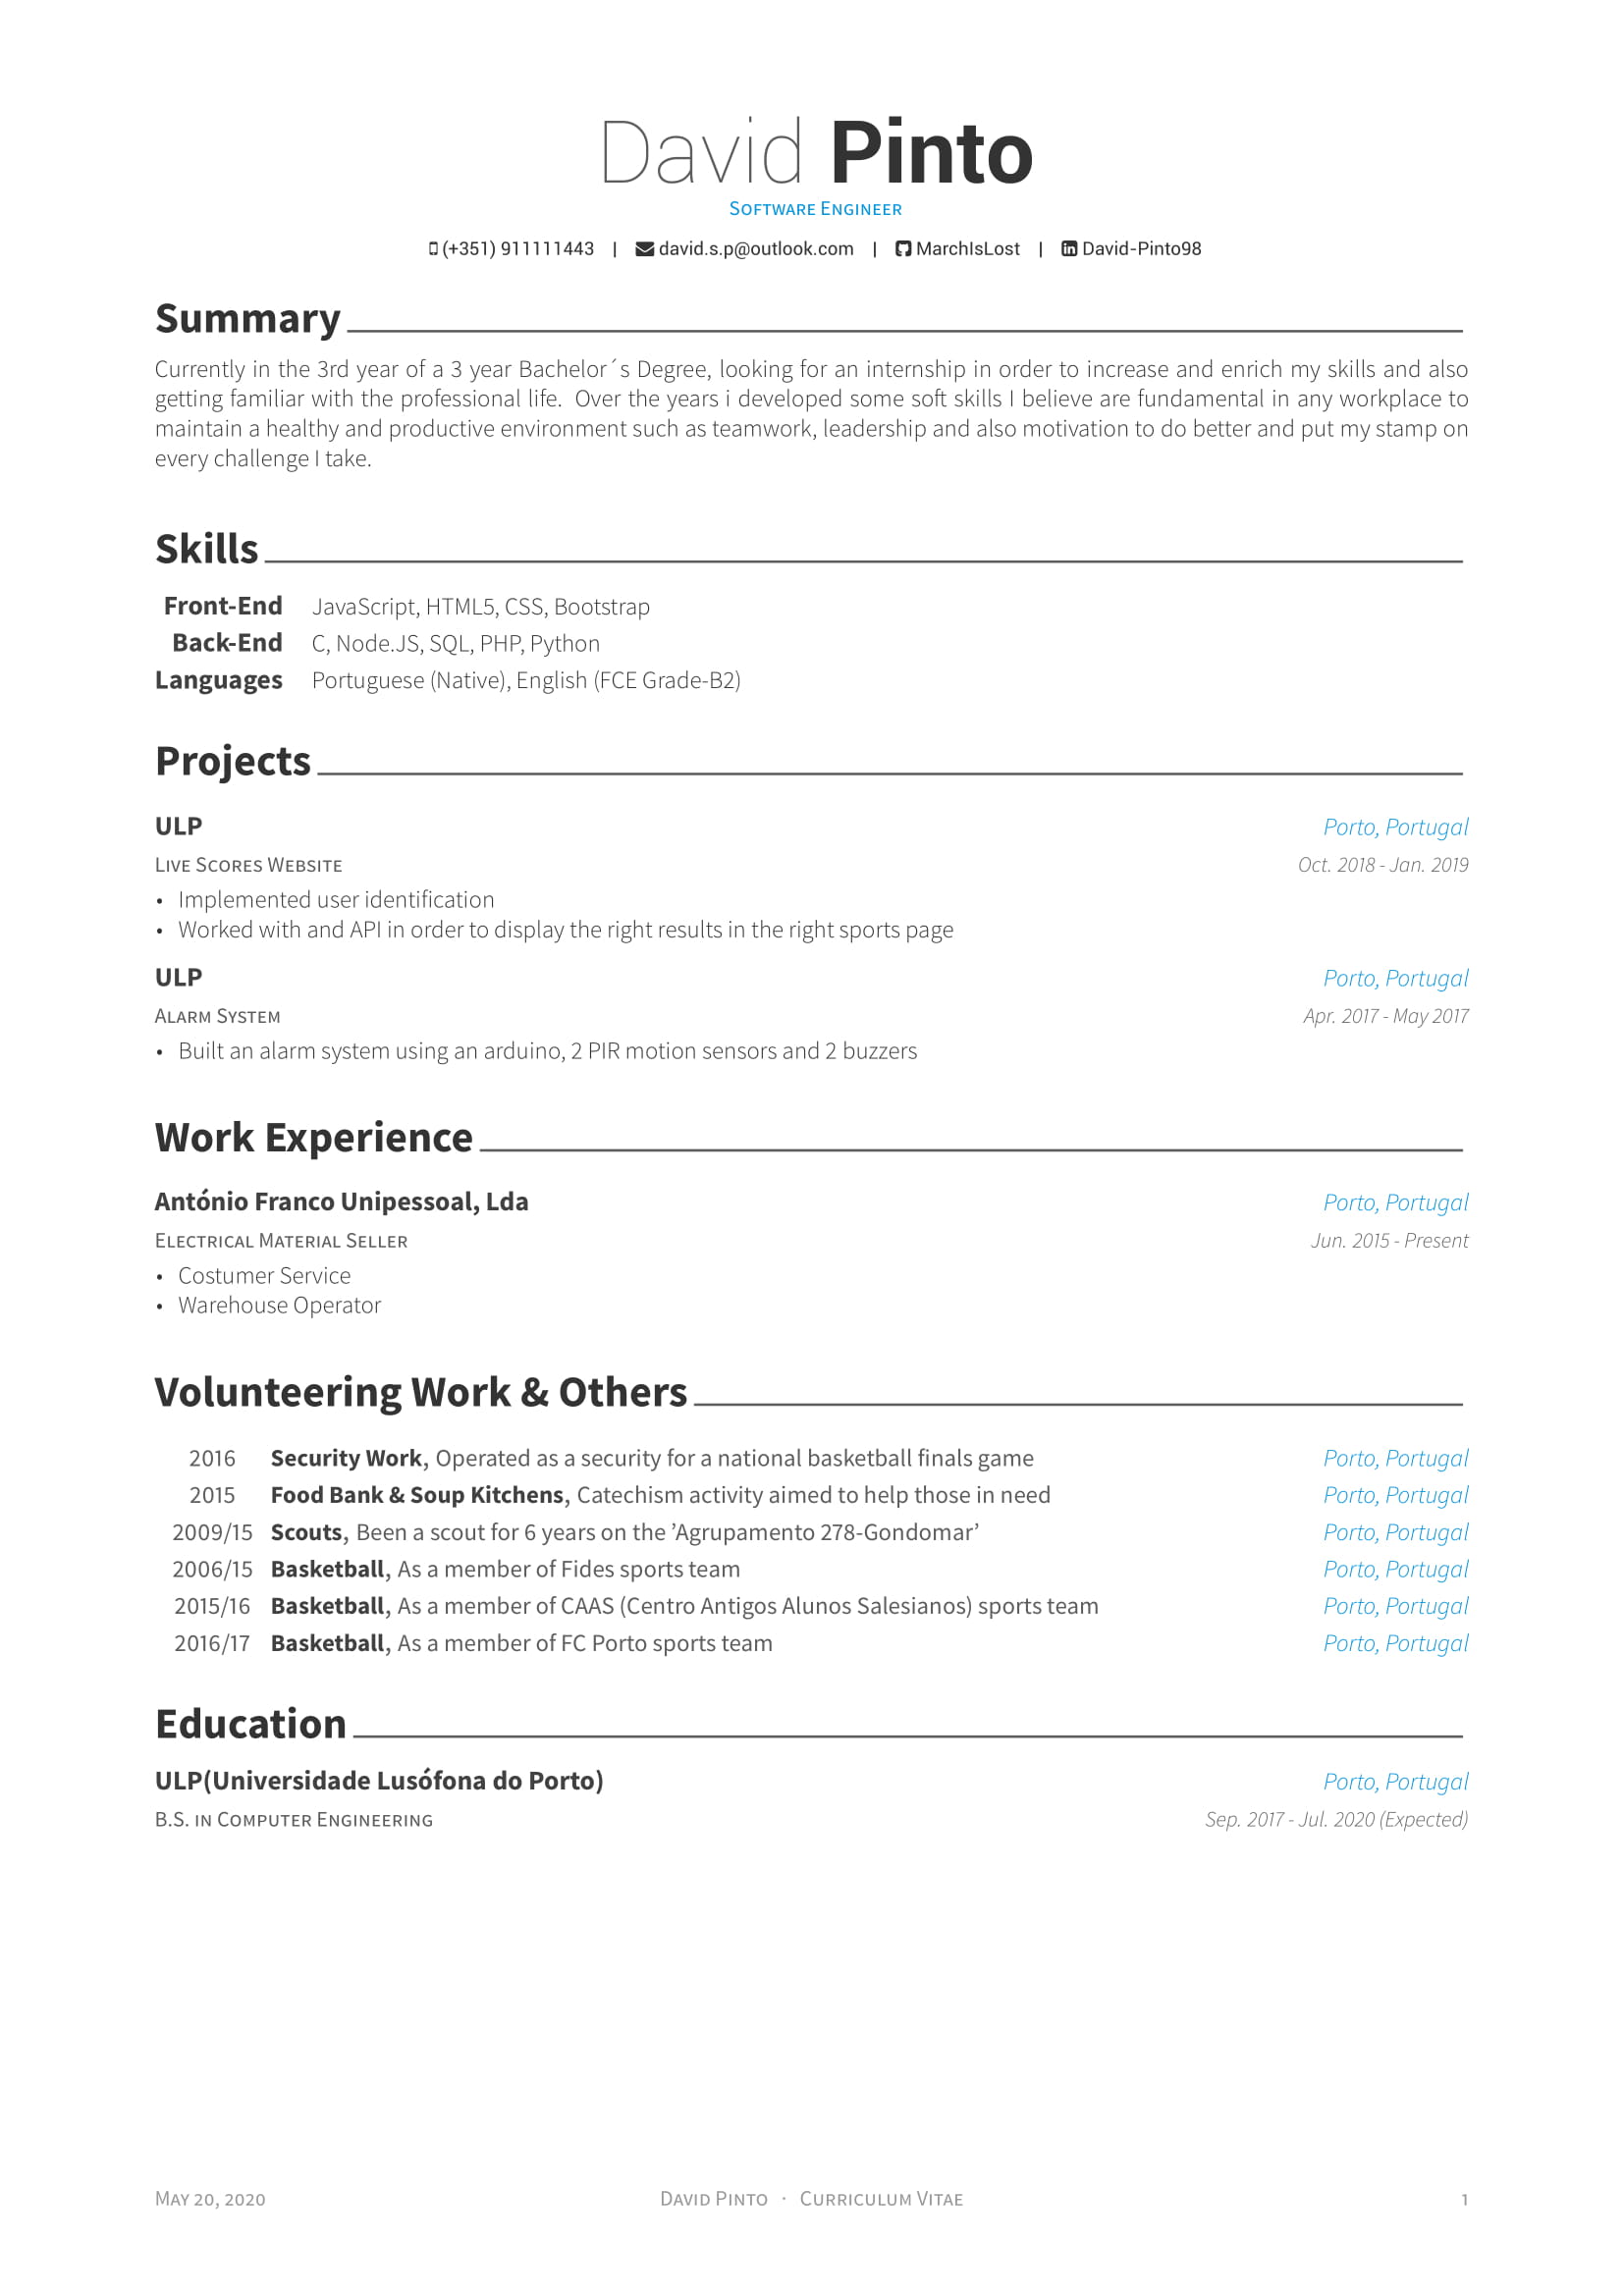 David Pinto
Software Engineer
(+351) 911111443 | david.s.p@outlook.com | MarchIsLost | David-Pinto98
Summary
Currently in the 3rd year of a 3 year Bachelor´s Degree, looking for an internship in order to increase and enrich my skills and also
getting familiar with the professional life. Over the years i developed some soft skills I believe are fundamental in any workplace to
maintain a healthy and productive environment such as teamwork, leadership and also motivation to do better and put my stamp on
every challenge I take.
Skills
Front-End JavaScript, HTML5, CSS, Bootstrap
Back-End C, Node.JS, SQL, PHP, Python
Languages Portuguese (Native), English (FCE Grade-B2)
Projects
ULP Porto, Portugal
Live Scores Website Oct. 2018 - Jan. 2019
• Implemented user identification
• Worked with and API in order to display the right results in the right sports page
ULP Porto, Portugal
Alarm System Apr. 2017 - May 2017
• Built an alarm system using an arduino, 2 PIR motion sensors and 2 buzzers
Work Experience
António Franco Unipessoal, Lda Porto, Portugal
Electrical Material Seller Jun. 2015 - Present
• Costumer Service
• Warehouse Operator
Volunteering Work & Others
2016 Security Work, Operated as a security for a national basketball finals game Porto, Portugal
2015 Food Bank & Soup Kitchens, Catechism activity aimed to help those in need Porto, Portugal
2009/15 Scouts, Been a scout for 6 years on the ’Agrupamento 278-Gondomar’ Porto, Portugal
2006/15 Basketball, As a member of Fides sports team Porto, Portugal
2015/16 Basketball, As a member of CAAS (Centro Antigos Alunos Salesianos) sports team Porto, Portugal
2016/17 Basketball, As a member of FC Porto sports team Porto, Portugal
Education
ULP(Universidade Lusófona do Porto) Porto, Portugal
B.S. in Computer Engineering Sep. 2017 - Jul. 2020 (Expected)
May 20, 2020 David Pinto · Curriculum Vitae 1